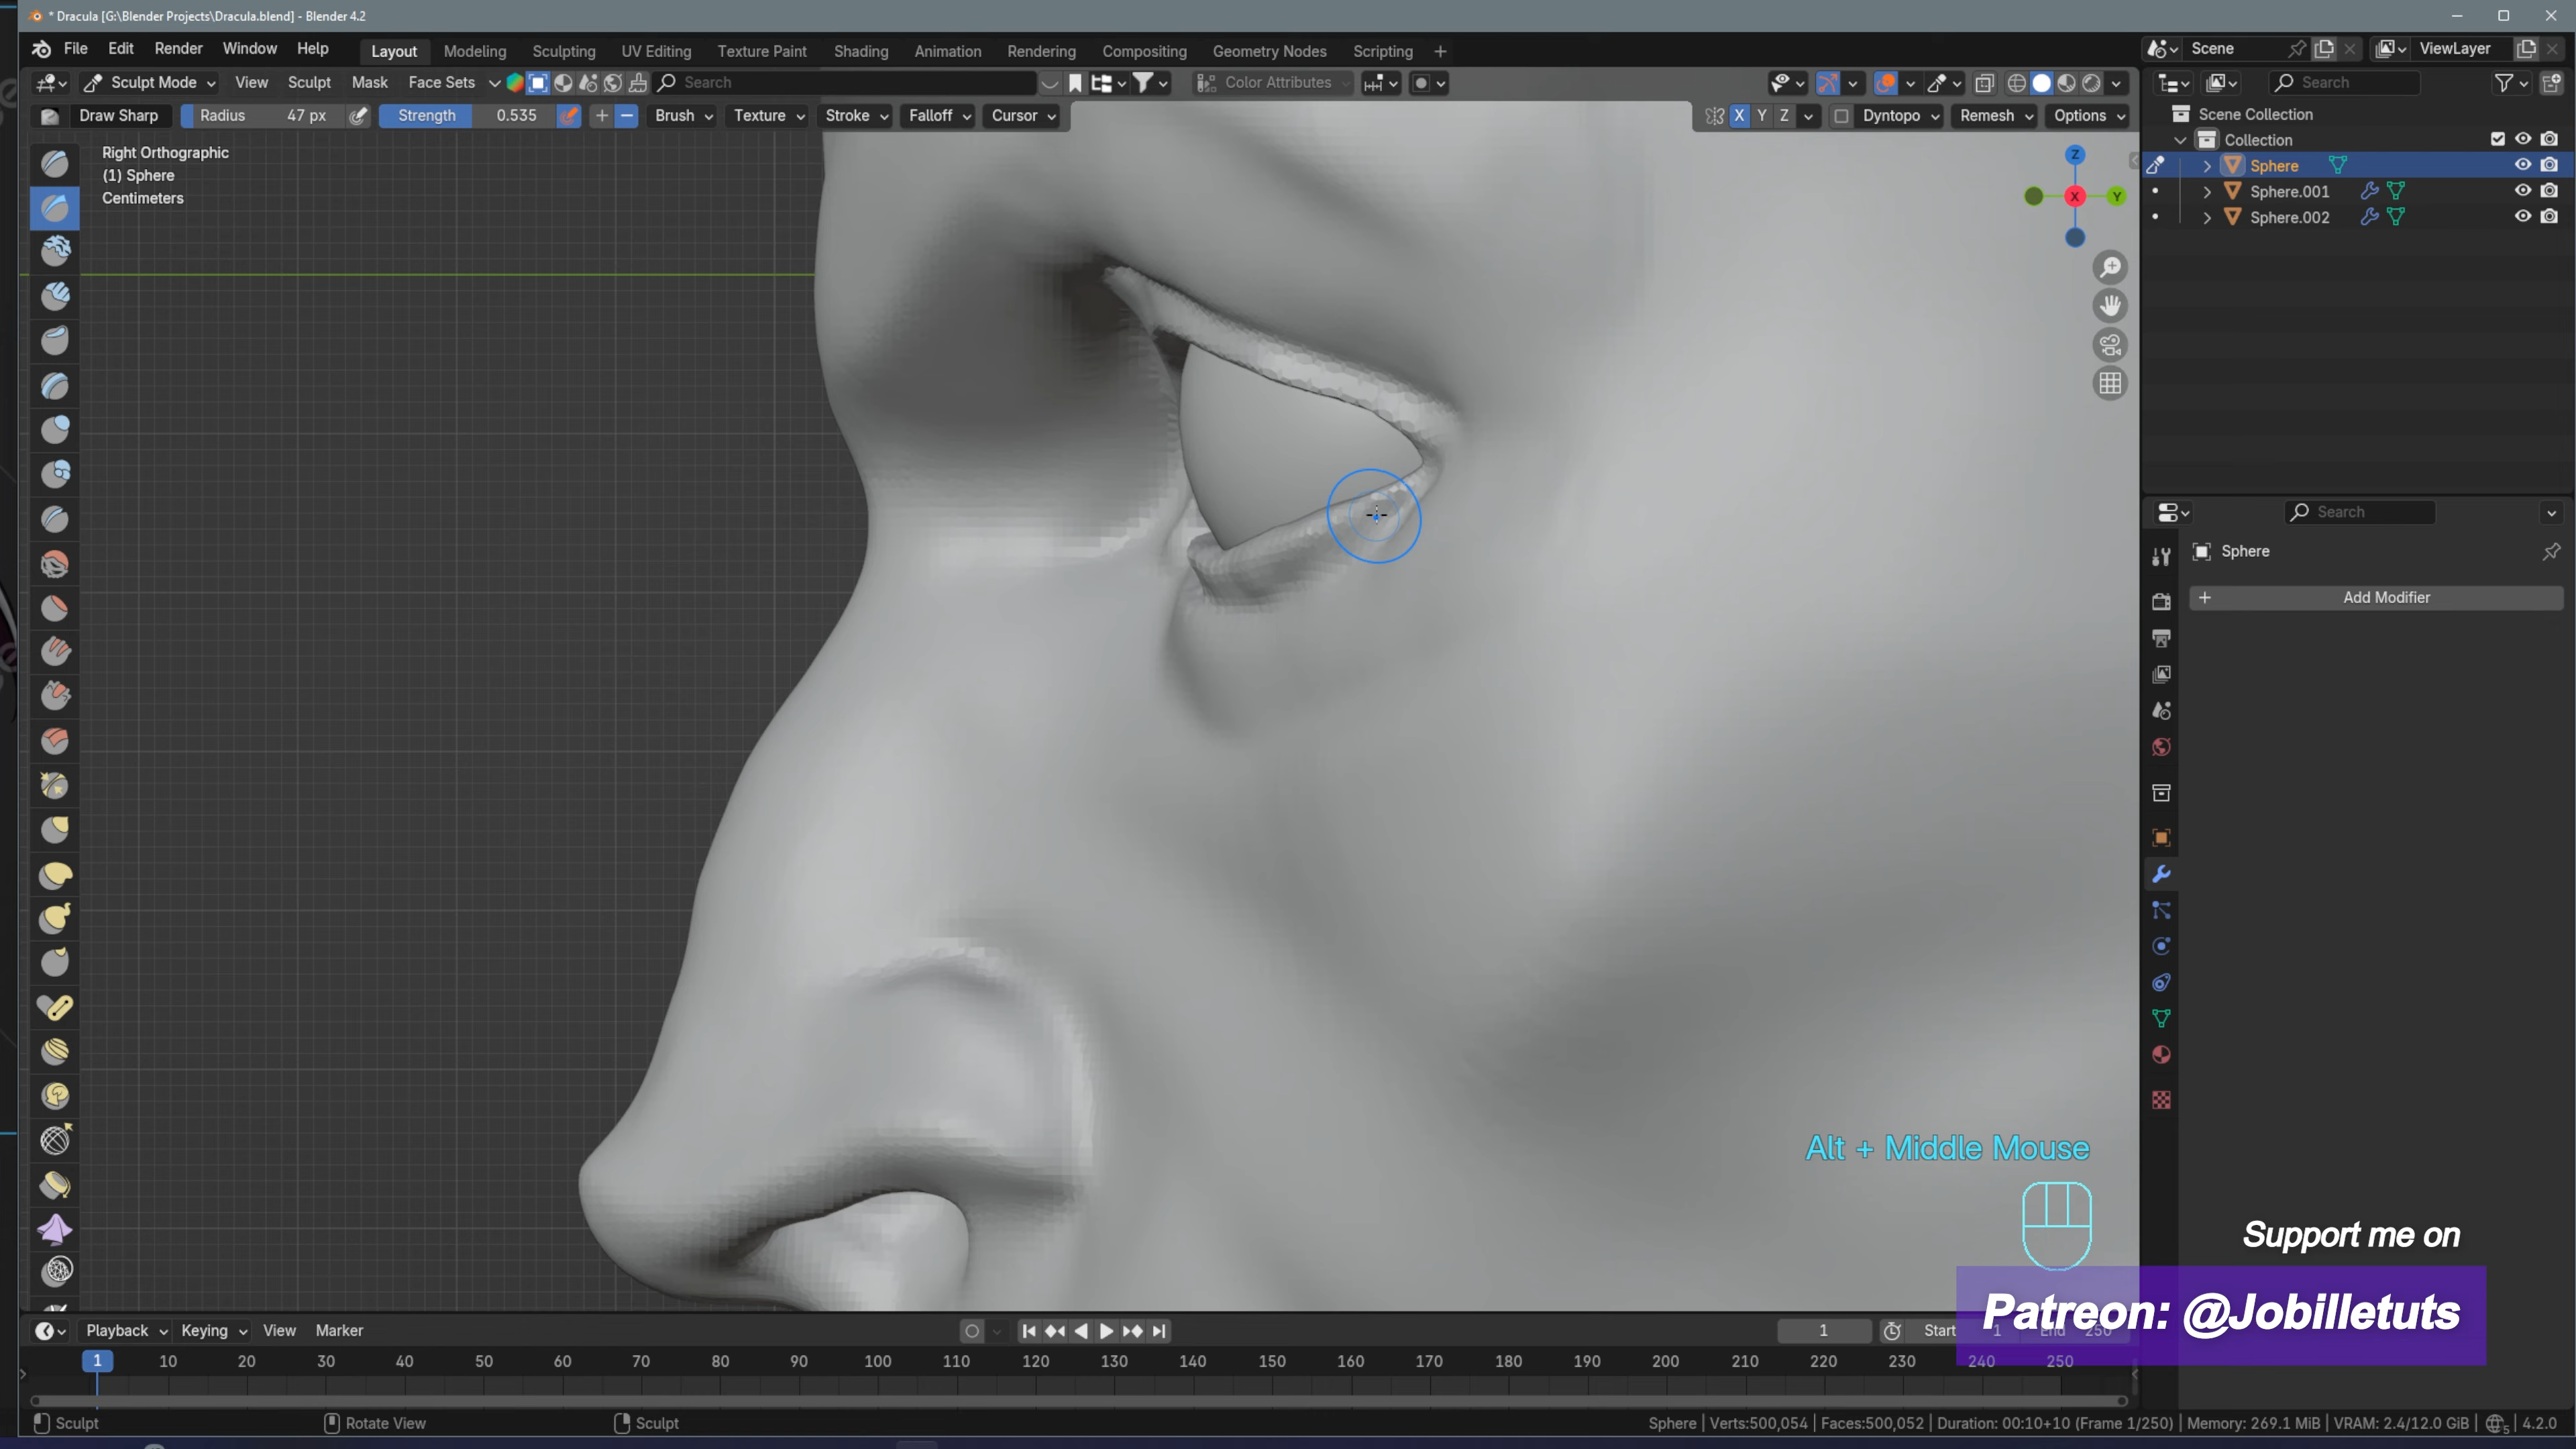 * Dracula [G:\Blender Projects\Dracula.blend] - Blender 4.2
File Edit Render Window Help Layout Modeling Sculpting UV Editing Texture Paint Shading Animation Rendering Compositing Geometry Nodes Scripting + Scene ViewLayer
Sculpt Mode View Sculpt Mask Face Sets Search Color Attributes Search
Draw Sharp Radius 47 px Strength 0.535 Brush Texture Stroke Falloff Cursor X Y Z Dyntopo Remesh Options
Scene Collection
Collection
Right Orthographic
(1) Sphere
Centimeters
Z
X
Y
Sphere
Sphere.001
Sphere.002
Search
Sphere
+ Add Modifier
Alt + Middle Mouse
Support me on
Patreon: @Jobilletuts
Playback Keying View Marker 1 Start 1 End 250
1 10 20 30 40 50 60 70 80 90 100 110 120 130 140 150 160 170 180 190 200 210 220 230 240 250
Sculpt Rotate View Sculpt Sphere | Verts:500,054 | Faces:500,052 | Duration: 00:10+10 (Frame 1/250) | Memory: 269.1 MiB | VRAM: 2.4/12.0 GiB | 5 | 4.2.0